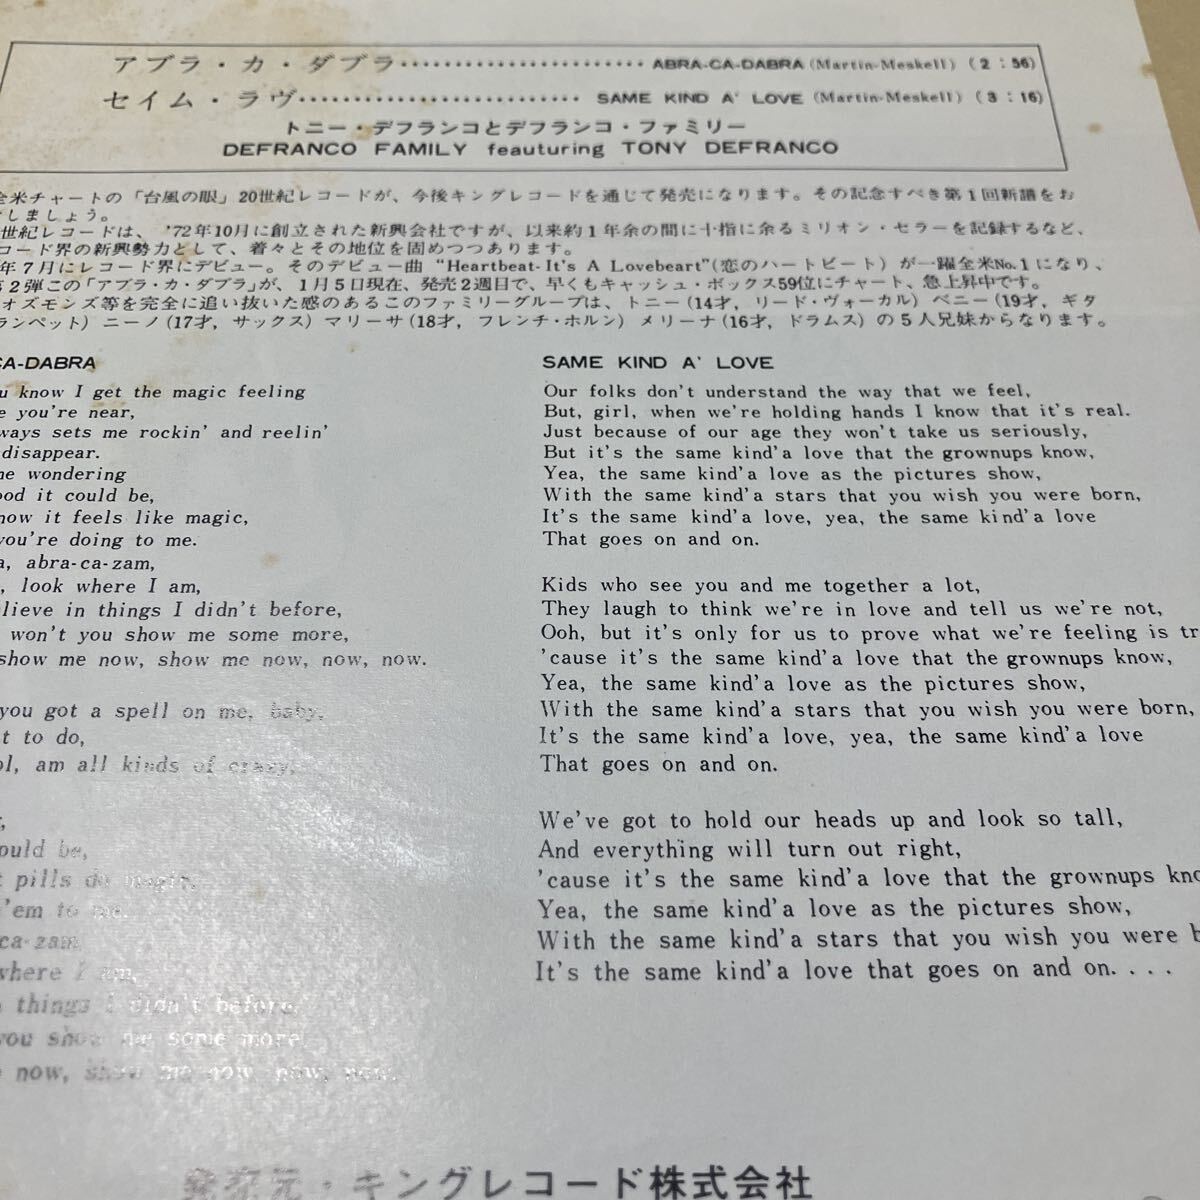 アブラ・カ・ダブラ・・・・・・・・・・・・・・・・・・・・・・・ ABRA-CA-DABRA (Martin-Meskell) (2:56)
セイム・ラヴ・・・・・・・・・・・・・・・・・・・・・・・・・・ SAME KIND A' LOVE (Martin-Meskell) (3:16)
トニー・デフランコとデフランコ・ファミリー
DEFRANCO FAMILY feauturing TONY DEFRANCO
全米チャートの「台風の眼」20世紀レコードが、今後キングレコードを通じて発売になります。その記念すべき第1回新譜をお
しましょう。
世紀レコードは、'72年10月に創立された新興会社ですが、以来約1年余の間に十指に余るミリオン・セラーを記録するなど、
コード界の新興勢力として、着々とその地位を固めつつあります。
年7月にレコード界にデビュー。そのデビュー曲 “Heartbeat-It's A Lovebeart”(恋のハートビート)が一躍全米No.1になり、
第2弾この「アブラ・カ・ダブラ」が、1月5日現在、発売2週目で、早くもキャッシュ・ボックス59位にチャート、急上昇中です。
オズモンズ等を完全に追い抜いた感のあるこのファミリーグループは、トニー(14才，リード・ヴォーカル) ベニー(19才，ギタ
ランペット) ニーノ(17才，サックス) マリーサ(18才，フレンチ・ホルン) メリーナ(16才，ドラムス) の5人兄妹からなります。
CA-DABRA
u know I get the magic feeling
e you're near,
ways sets me rockin' and reelin'
disappear.
me wondering
ood it could be,
now it feels like magic,
you're doing to me.
a, abra-ca-zam,
, look where I am,
elieve in things I didn't before,
won't you show me some more,
show me now, show me now, now, now.
you got a spell on me, baby,
t to do,
ol, am all kinds of crazy,
r,
ould be,
t pills do magic,
'em to me.
ca-zam,
where I am,
n things I didn't before,
you show me some more,
e now, show me now, now, now.
SAME KIND A' LOVE
Our folks don't understand the way that we feel,
But, girl, when we're holding hands I know that it's real.
Just because of our age they won't take us seriously,
But it's the same kind'a love that the grownups know,
Yea, the same kind'a love as the pictures show,
With the same kind'a stars that you wish you were born,
It's the same kind'a love, yea, the same kind'a love
That goes on and on.
Kids who see you and me together a lot,
They laugh to think we're in love and tell us we're not,
Ooh, but it's only for us to prove what we're feeling is tr
'cause it's the same kind'a love that the grownups know,
Yea, the same kind'a love as the pictures show,
With the same kind'a stars that you wish you were born,
It's the same kind'a love, yea, the same kind'a love
That goes on and on.
We've got to hold our heads up and look so tall,
And everything will turn out right,
'cause it's the same kind'a love that the grownups kno
Yea, the same kind'a love as the pictures show,
With the same kind'a stars that you wish you were b
It's the same kind'a love that goes on and on. . . .
発売元・キングレコード株式会社